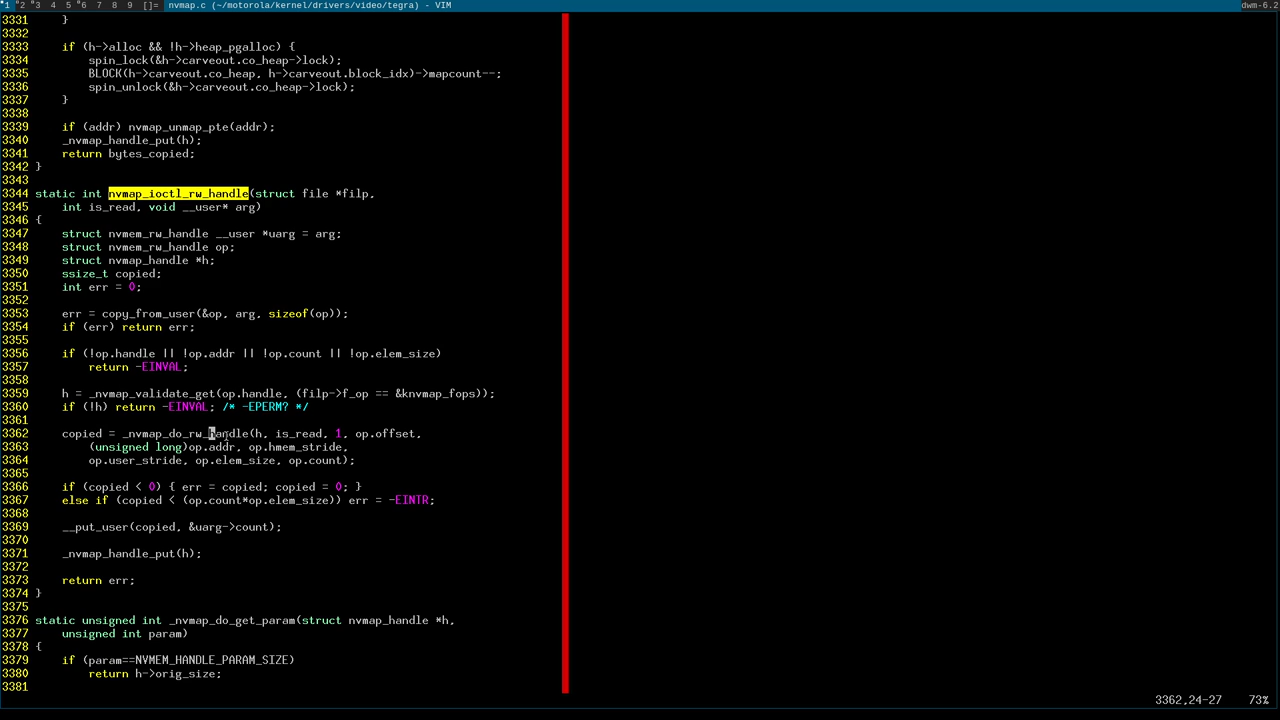 1 2 3 4 5 6 7 8 9 []= nvmap.c (~/motorola/kernel/drivers/video/tegra) - VIM dwm-6.2
3331     }
3332
3333     if (h->alloc && !h->heap_pgalloc) {
3334         spin_lock(&h->carveout.co_heap->lock);
3335         BLOCK(h->carveout.co_heap, h->carveout.block_idx)->mapcount--;
3336         spin_unlock(&h->carveout.co_heap->lock);
3337     }
3338
3339     if (addr) nvmap_unmap_pte(addr);
3340     _nvmap_handle_put(h);
3341     return bytes_copied;
3342 }
3343
3344 static int nvmap_ioctl_rw_handle(struct file *filp,
3345     int is_read, void __user* arg)
3346 {
3347     struct nvmem_rw_handle __user *uarg = arg;
3348     struct nvmem_rw_handle op;
3349     struct nvmap_handle *h;
3350     ssize_t copied;
3351     int err = 0;
3352
3353     err = copy_from_user(&op, arg, sizeof(op));
3354     if (err) return err;
3355
3356     if (!op.handle || !op.addr || !op.count || !op.elem_size)
3357         return -EINVAL;
3358
3359     h = _nvmap_validate_get(op.handle, (filp->f_op == &knvmap_fops));
3360     if (!h) return -EINVAL; /* -EPERM? */
3361
3362     copied = _nvmap_do_rw_handle(h, is_read, 1, op.offset,
3363         (unsigned long)op.addr, op.hmem_stride,
3364         op.user_stride, op.elem_size, op.count);
3365
3366     if (copied < 0) { err = copied; copied = 0; }
3367     else if (copied < (op.count*op.elem_size)) err = -EINTR;
3368
3369     __put_user(copied, &uarg->count);
3370
3371     _nvmap_handle_put(h);
3372
3373     return err;
3374 }
3375
3376 static unsigned int _nvmap_do_get_param(struct nvmap_handle *h,
3377     unsigned int param)
3378 {
3379     if (param==NVMEM_HANDLE_PARAM_SIZE)
3380         return h->orig_size;
3381
3362,24-27 73%